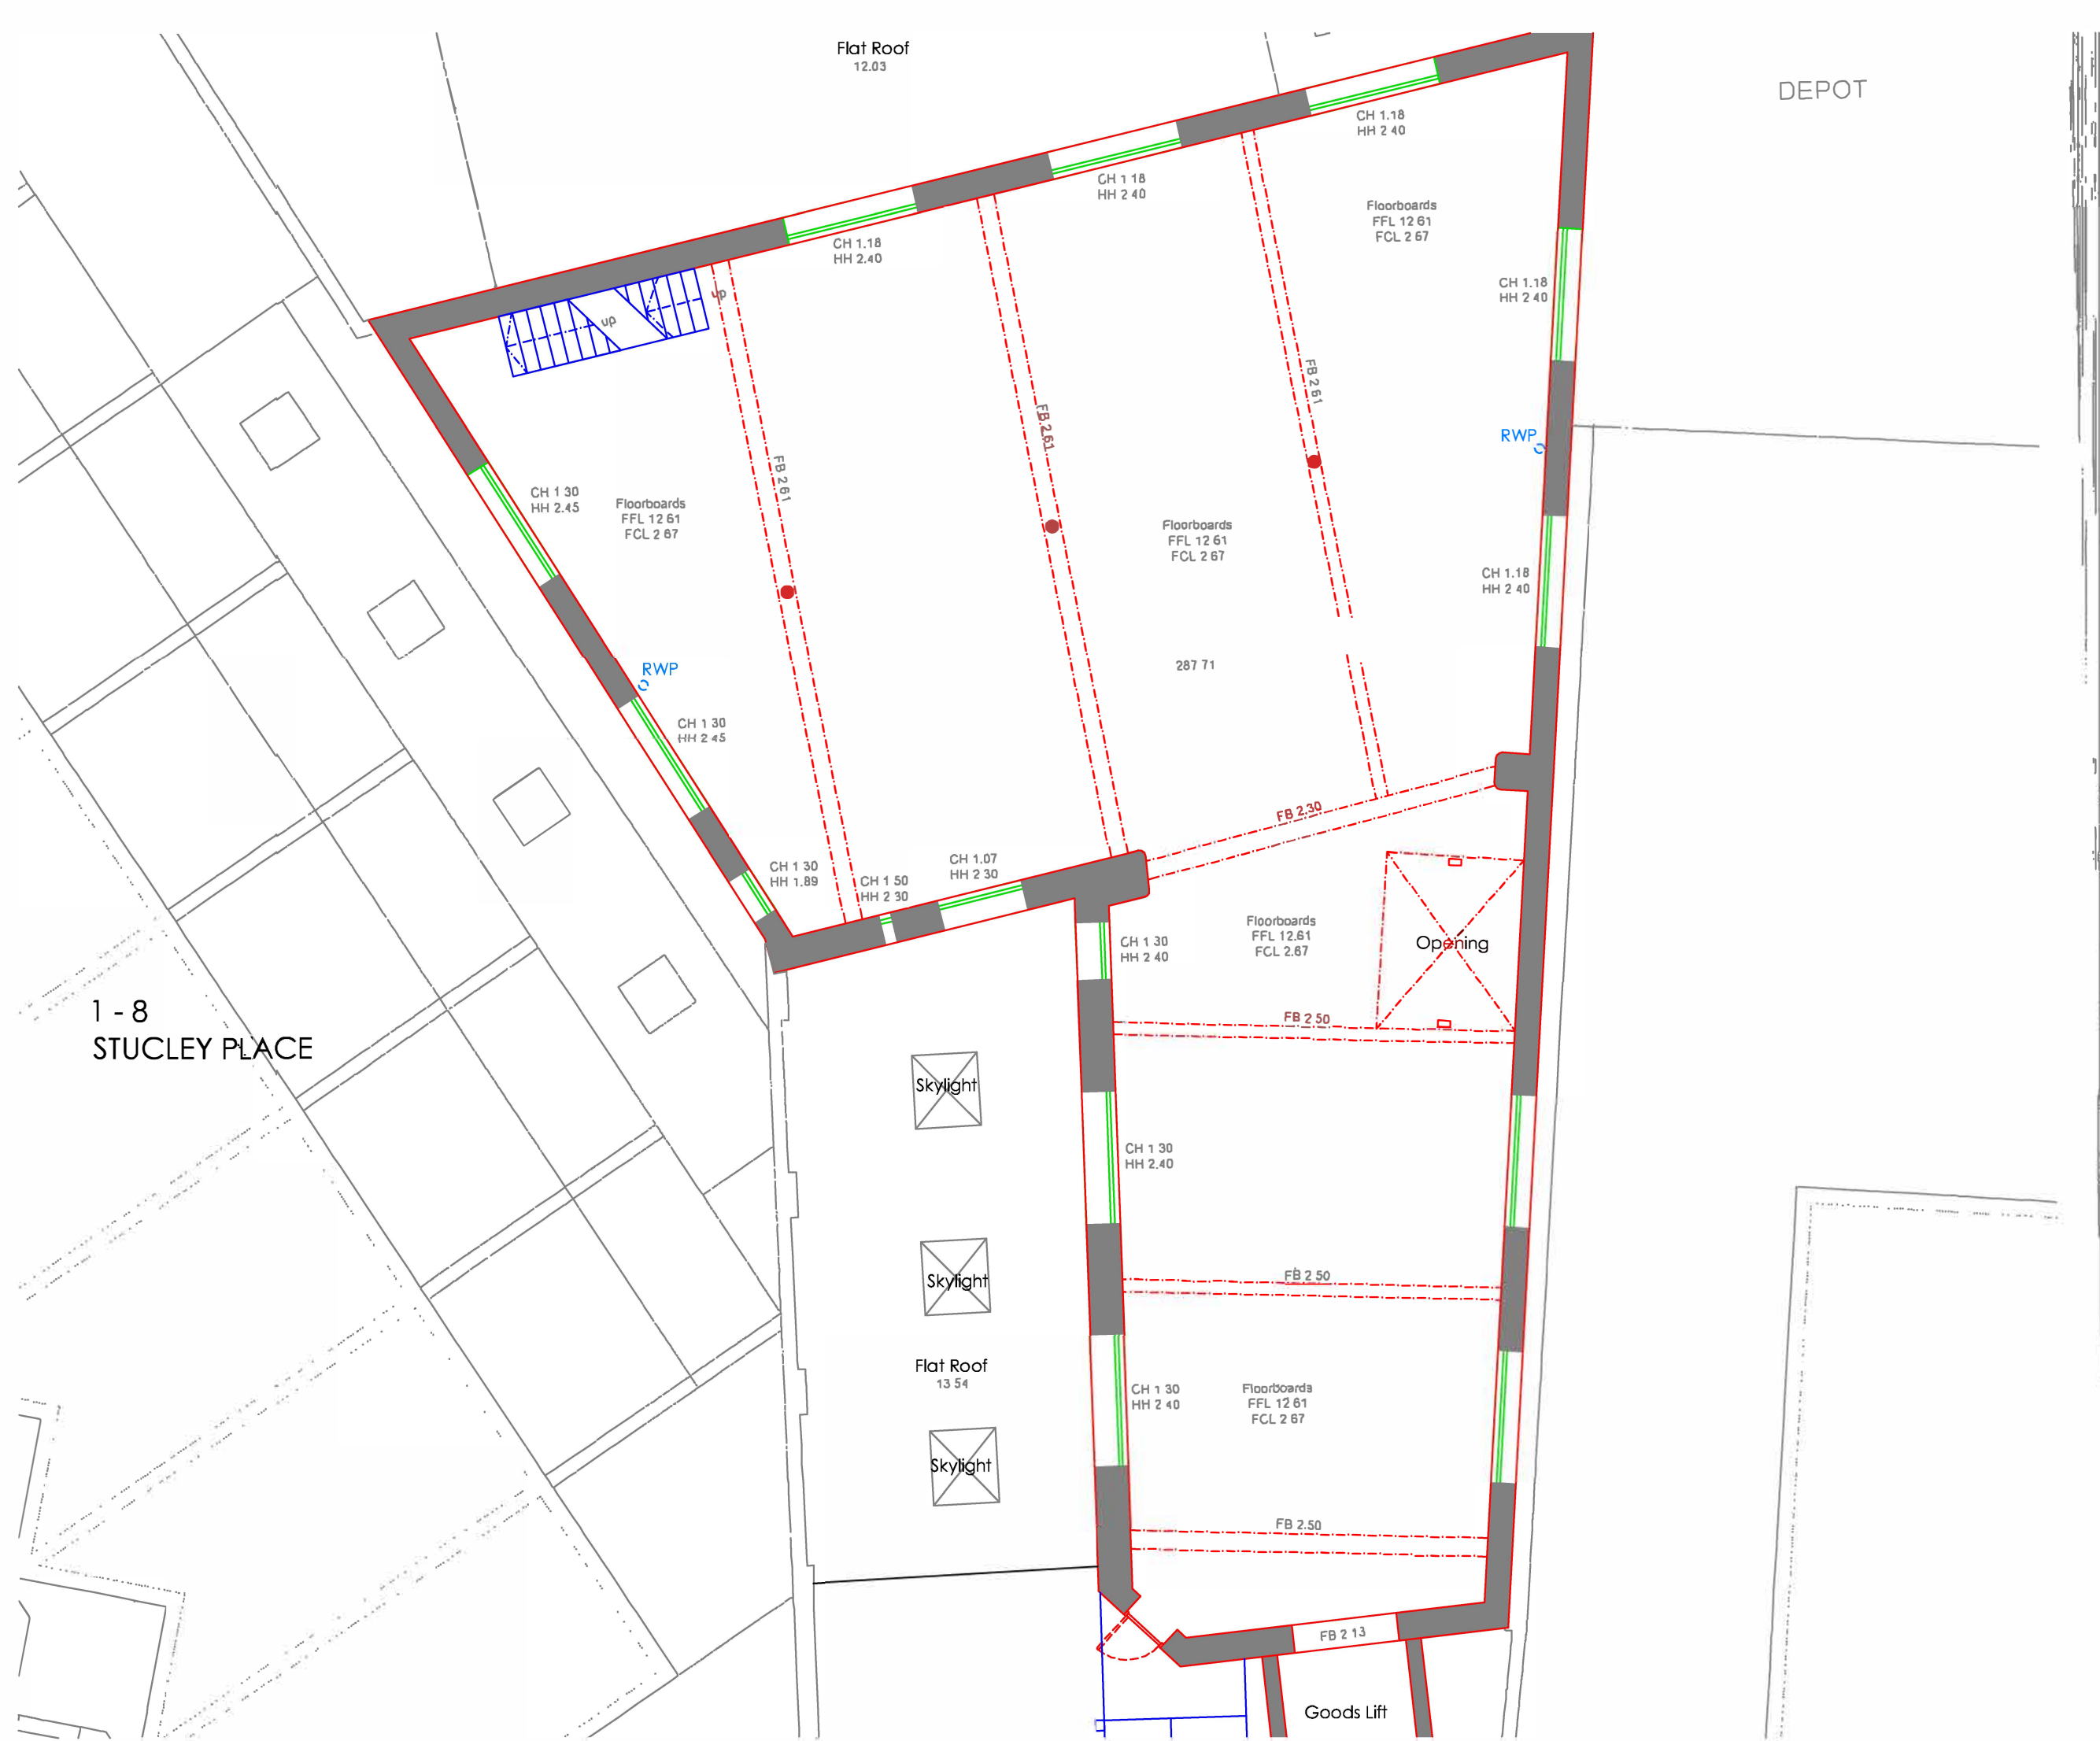 Flat Roof
12.03
DEPOT
CH 1.18
HH 2 40
CH 1 18
HH 2 40
Floorboards
FFL 12 61
FCL 2 67
CH 1.18
HH 2.40
CH 1.18
HH 2 40
up
up
FB 2 61
FB 2 61
RWP
FB 2 61
CH 1 30
HH 2.45
Floorboards
FFL 12 61
FCL 2 67
Floorboards
FFL 12 61
FCL 2 67
CH 1.18
HH 2 40
RWP
287 71
CH 1 30
HH 2 45
FB 2.30
CH 1 30
HH 1.89
CH 1 50
HH 2 30
CH 1.07
HH 2 30
Floorboards
FFL 12.61
FCL 2.67
Opening
CH 1 30
HH 2 40
1 - 8
STUCLEY PLACE
FB 2 50
Skylight
CH 1 30
HH 2.40
Skylight
FB 2 50
Flat Roof
13 54
CH 1 30
HH 2 40
Floorboards
FFL 12 61
FCL 2 67
Skylight
FB 2.50
FB 2 13
Goods Lift